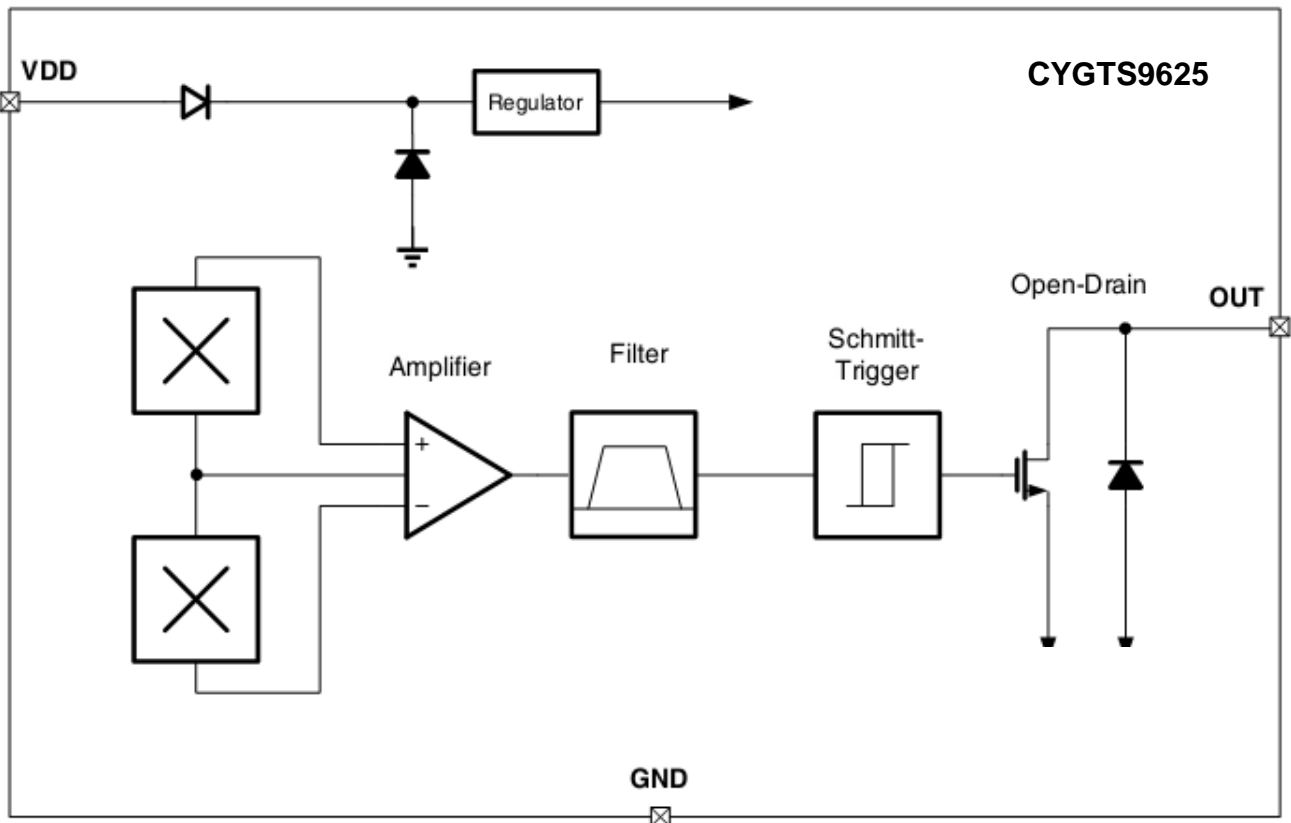 VDD
CYGTS9625
Regulator
Open-Drain
OUT
Schmitt-
Trigger
Filter
Amplifier
+
−
GND